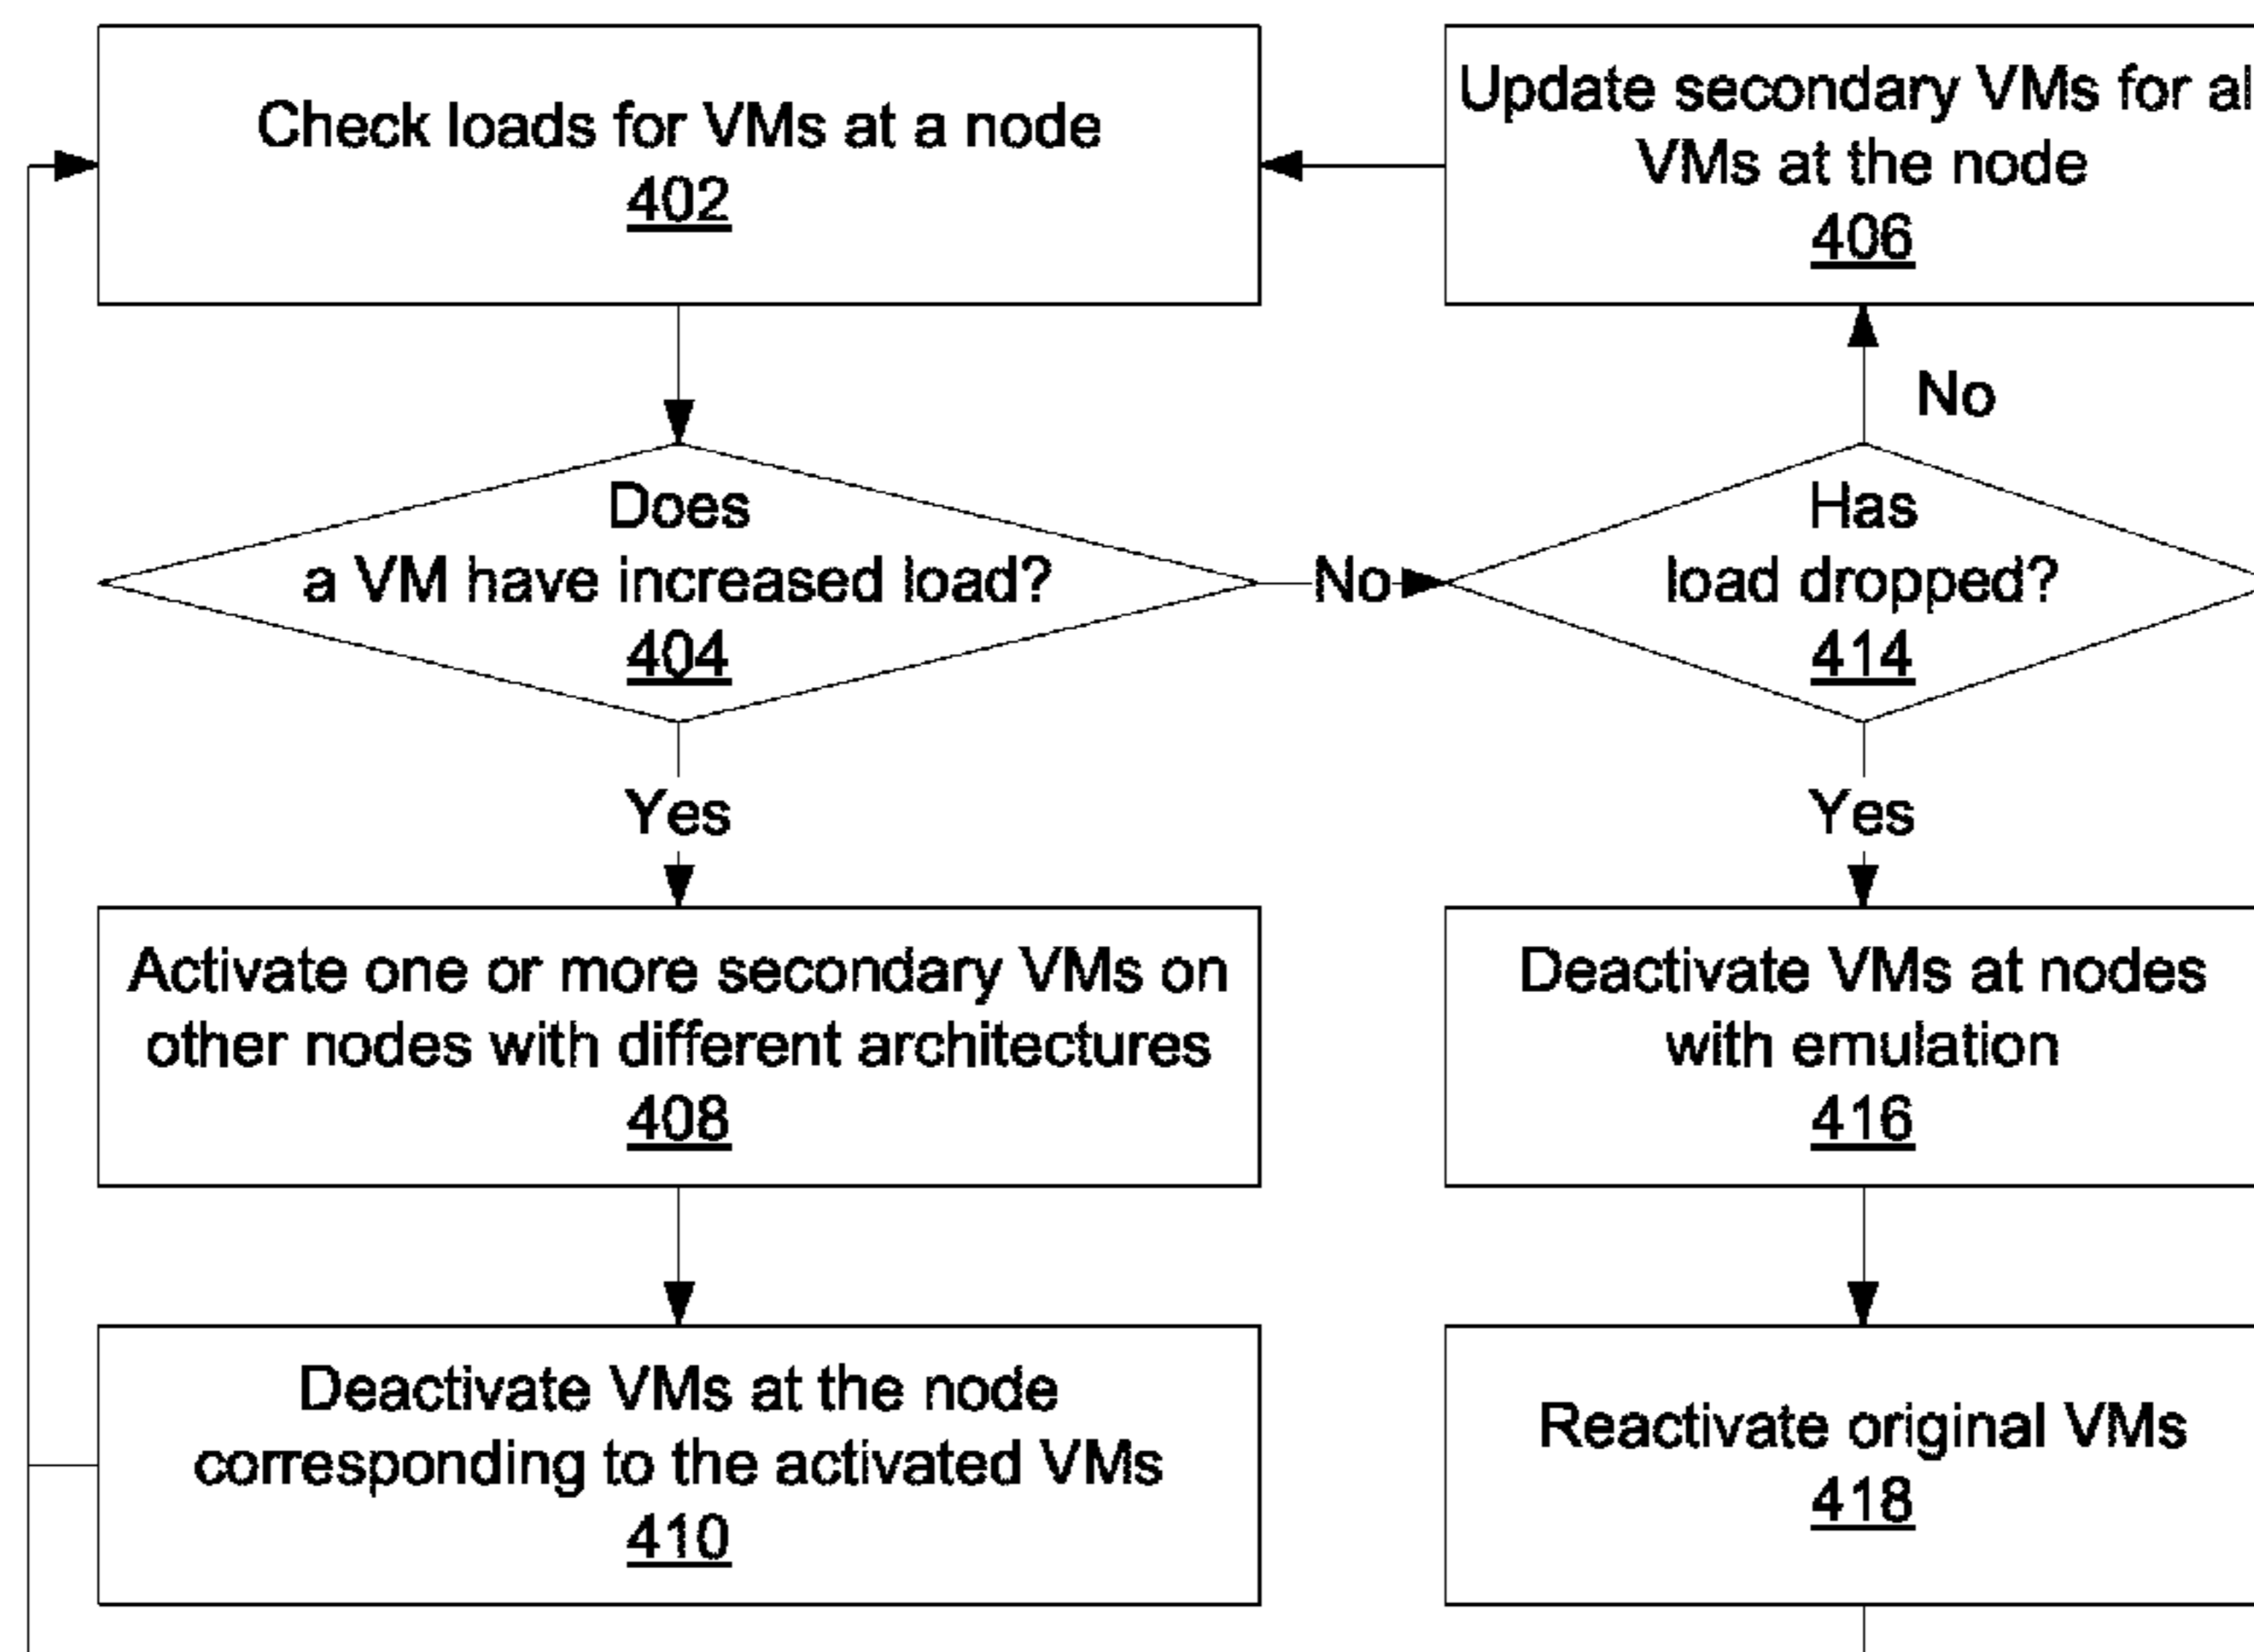 Check loads for VMs at a node
402
Update secondary VMs for all
VMs at the node
406
No
Does
a VM have increased load?
404
No
Has
load dropped?
414
Yes
Yes
Activate one or more secondary VMs on
other nodes with different architectures
408
Deactivate VMs at nodes
with emulation
416
Deactivate VMs at the node
corresponding to the activated VMs
410
Reactivate original VMs
418